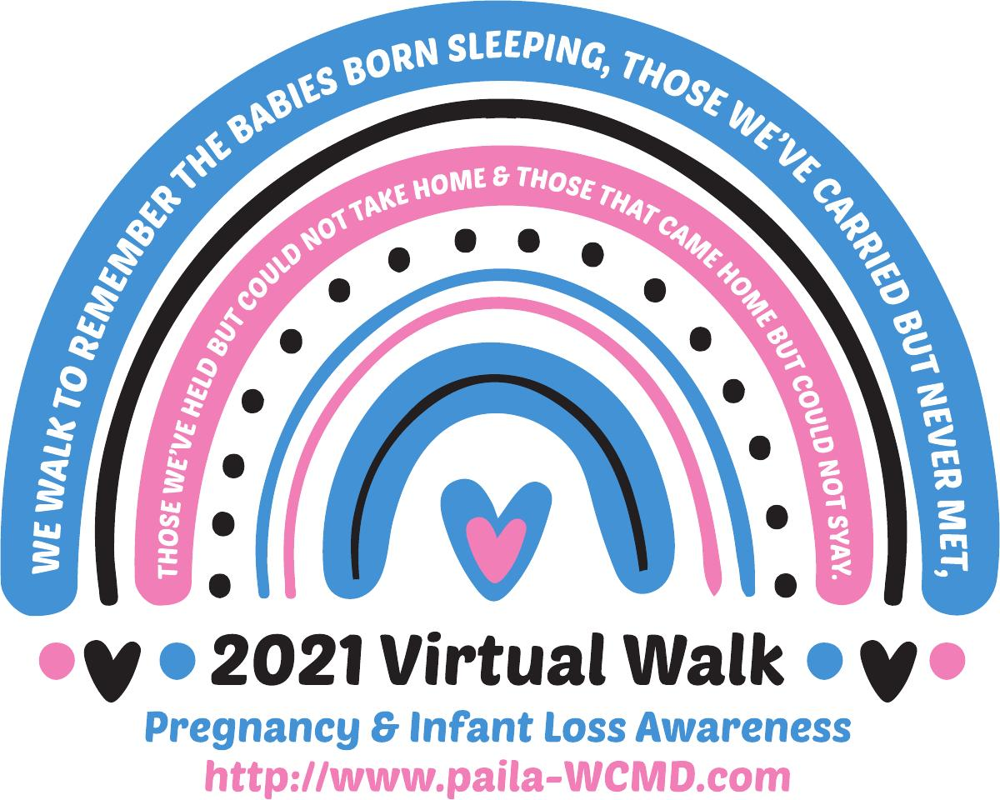 WE WALK TO REMEMBER THE BABIES BORN SLEEPING, THOSE WE'VE CARRIED BUT NEVER MET,
THOSE WE'VE HELD BUT COULD NOT TAKE HOME & THOSE THAT CAME HOME BUT COULD NOT SYAY.
2021 Virtual Walk
Pregnancy & Infant Loss Awareness
http://www.paila-WCMD.com